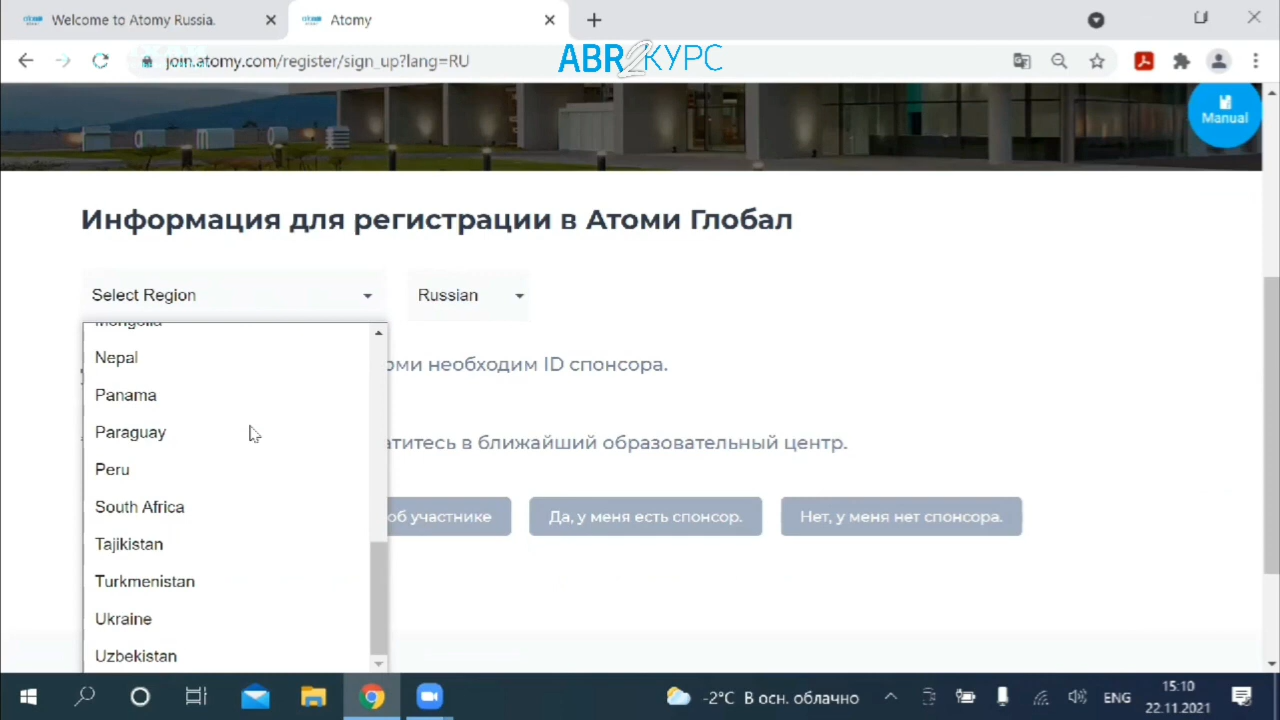 Welcome to Atomy Russia.
Atomy
join.atomy.com/register/sign_up?lang=RU
ABR 2 КУРС
Manual
Информация для регистрации в Атоми Глобал
Select Region
Russian
Mongolia
Nepal
оми необходим ID спонсора.
Panama
Paraguay
атитесь в ближайший образовательный центр.
Peru
South Africa
об участнике
Да, у меня есть спонсор.
Нет, у меня нет спонсора.
Tajikistan
Turkmenistan
Ukraine
Uzbekistan
-2°C В осн. облачно
ENG
15:10
22.11.2021